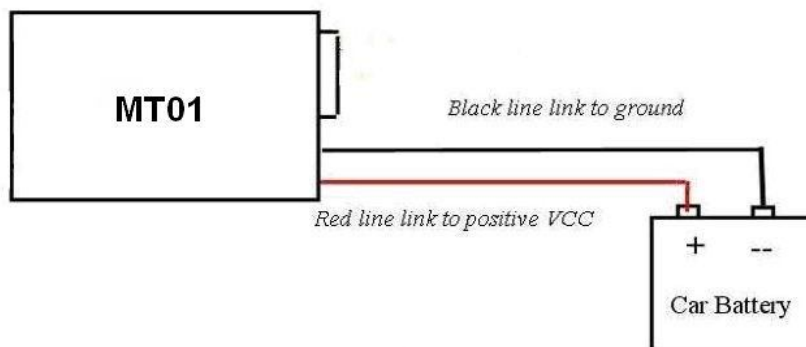 MT01
Black line link to ground
Red line link to positive VCC
+ --
Car Battery